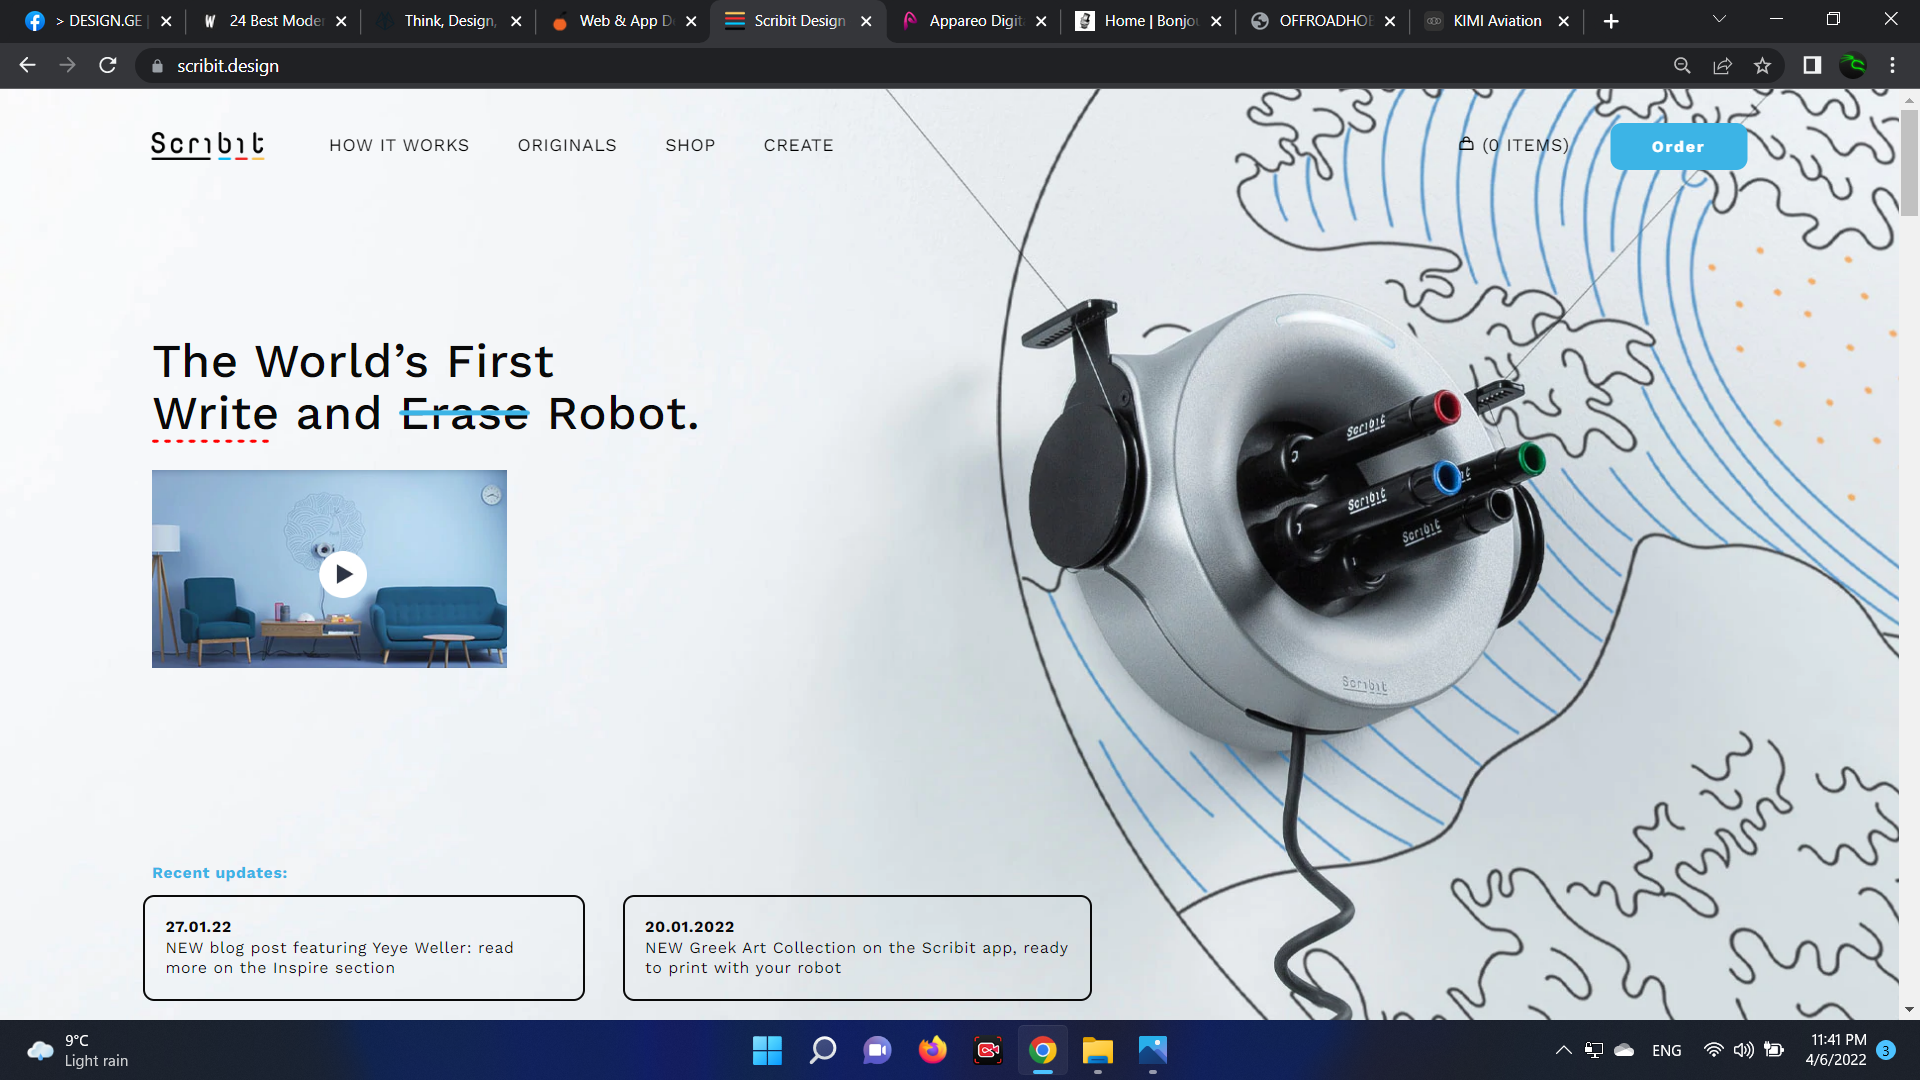 > DESIGN.GE
24 Best Mode
Think, Design,
Web & App D
Scribit Design
Appareo Digit
Home | Bonjo
OFFROADHO
KIMI Aviation
scribit.design
Scribit
HOW IT WORKS
ORIGINALS
SHOP
CREATE
(0 ITEMS)
Order
The World’s First
Write and Erase Robot.
Scribit
Scribit
Scribit
Scribit
Recent updates:
27.01.22
NEW blog post featuring Yeye Weller: read
more on the Inspire section
20.01.2022
NEW Greek Art Collection on the Scribit app, ready
to print with your robot
9°C
Light rain
ENG
11:41 PM
4/6/2022
3